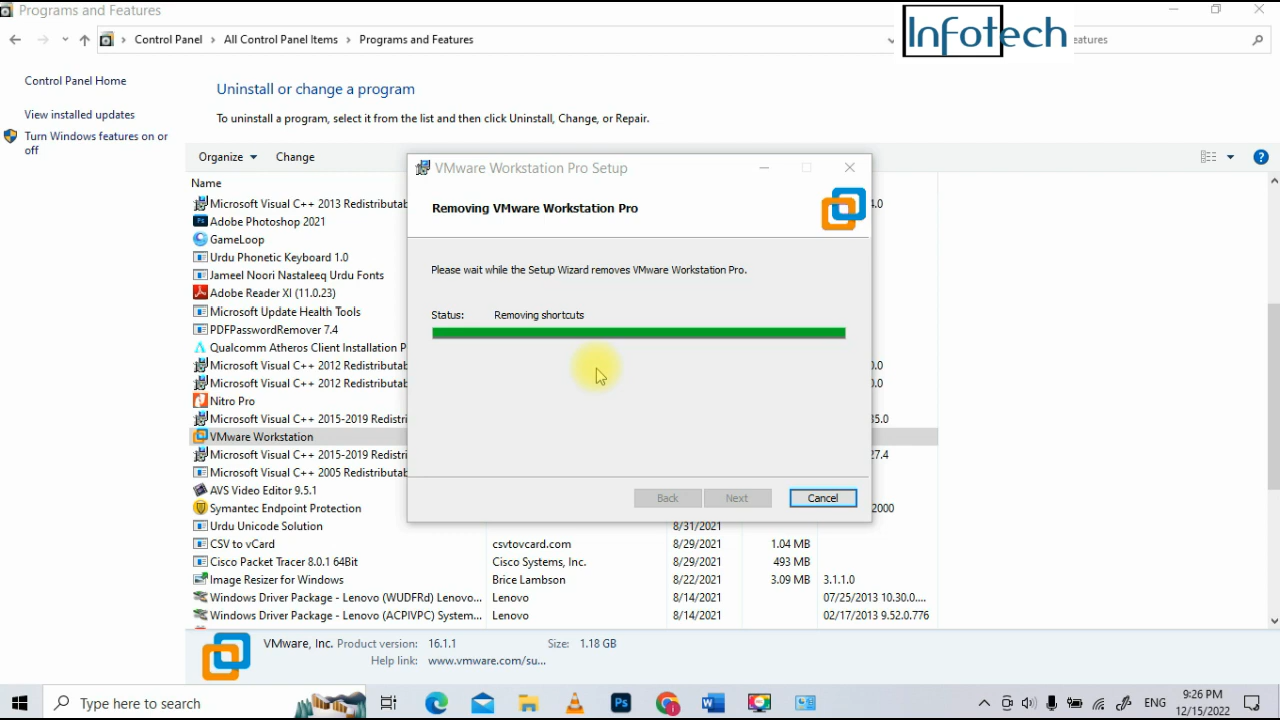 Programs and Features
Infotech
Control Panel
All Control Panel Items
Programs and Features
eatures
Control Panel Home
View installed updates
Turn Windows features on or
off
Uninstall or change a program
To uninstall a program, select it from the list and then click Uninstall, Change, or Repair.
Organize
Change
Name
Microsoft Visual C++ 2013 Redistributa
4.0
Adobe Photoshop 2021
GameLoop
Urdu Phonetic Keyboard 1.0
Jameel Noori Nastaleeq Urdu Fonts
Adobe Reader XI (11.0.23)
Microsoft Update Health Tools
PDFPasswordRemover 7.4
Qualcomm Atheros Client Installation P
Microsoft Visual C++ 2012 Redistributab
0.0
Microsoft Visual C++ 2012 Redistributab
0.0
Nitro Pro
Microsoft Visual C++ 2015-2019 Redistri
35.0
VMware Workstation
Microsoft Visual C++ 2015-2019 Redistri
27.4
Microsoft Visual C++ 2005 Redistributab
AVS Video Editor 9.5.1
Symantec Endpoint Protection
2000
Urdu Unicode Solution
8/31/2021
CSV to vCard
csvtovcard.com
8/29/2021
1.04 MB
Cisco Packet Tracer 8.0.1 64Bit
Cisco Systems, Inc.
8/29/2021
493 MB
Image Resizer for Windows
Brice Lambson
8/22/2021
3.09 MB
3.1.1.0
Windows Driver Package - Lenovo (WUDFRd) Lenovo...
Lenovo
8/14/2021
07/25/2013 10.30.0....
Windows Driver Package - Lenovo (ACPIVPC) System...
Lenovo
8/14/2021
02/17/2013 9.52.0.776
VMware Workstation Pro Setup
Removing VMware Workstation Pro
Please wait while the Setup Wizard removes VMware Workstation Pro.
Status:
Removing shortcuts
Back
Next
Cancel
VMware, Inc.
Product version:
16.1.1
Size:
1.18 GB
Help link:
www.vmware.com/su...
Type here to search
ENG
9:26 PM
12/15/2022